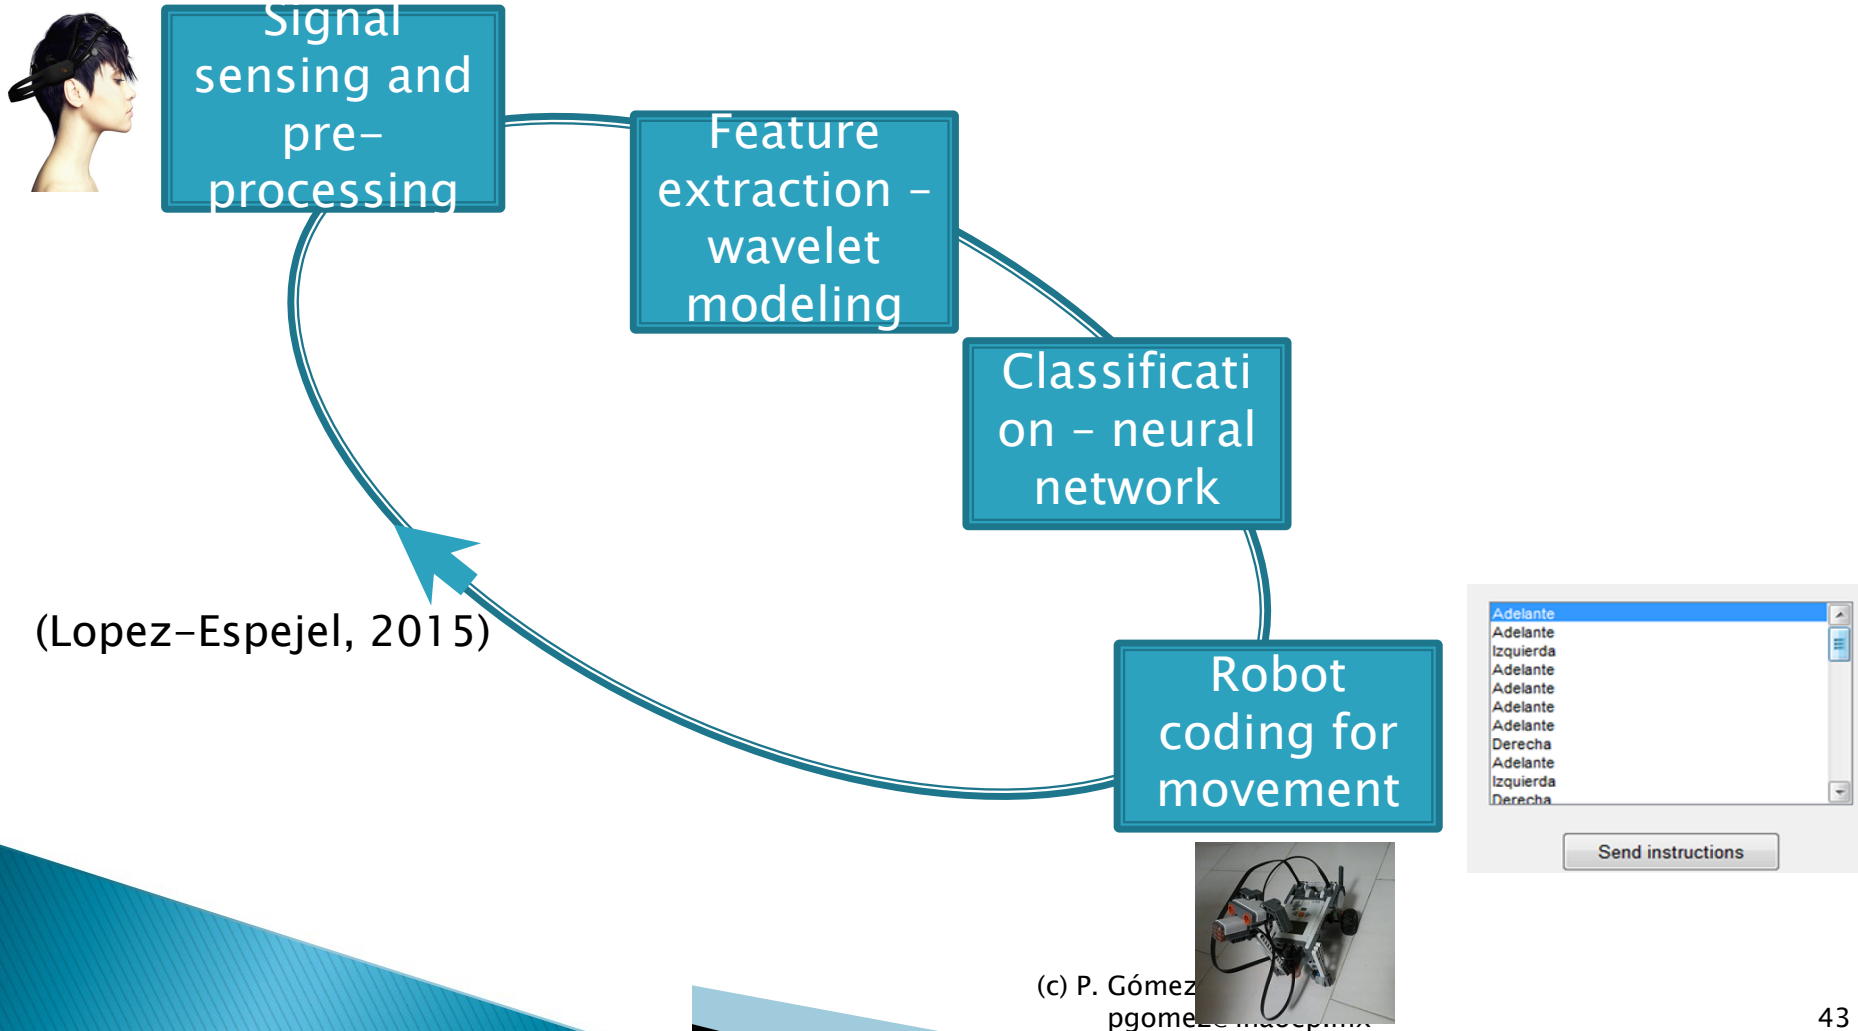 Signal
sensing and
pre-
processing
Feature
extraction –
wavelet
modeling
Classificati
on – neural
network
Robot
coding for
movement
(Lopez-Espejel, 2015)
Adelante
Adelante
Izquierda
Adelante
Adelante
Adelante
Adelante
Derecha
Adelante
Izquierda
Derecha
Send instructions
(c) P. Gómez
43